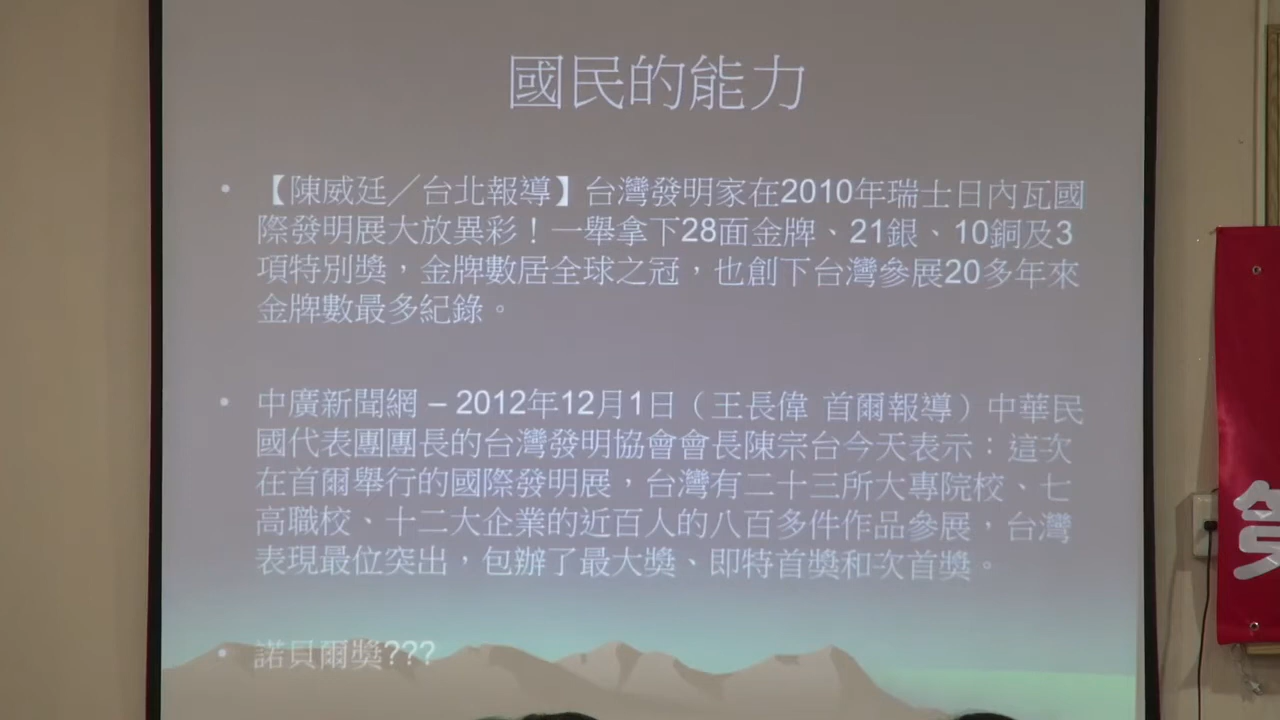 國民的能力
• 【陳威廷／台北報導】台灣發明家在2010年瑞士日內瓦國
際發明展大放異彩！一舉拿下28面金牌、21銀、10銅及3
項特別獎，金牌數居全球之冠，也創下台灣參展20多年來
金牌數最多紀錄。
• 中廣新聞網 – 2012年12月1日（王長偉 首爾報導）中華民
國代表團團長的台灣發明協會會長陳宗台今天表示：這次
在首爾舉行的國際發明展，台灣有二十三所大專院校、七
高職校、十二大企業的近百人的八百多件作品參展，台灣
表現最位突出，包辦了最大獎、即特首獎和次首獎。
• 諾貝爾獎???